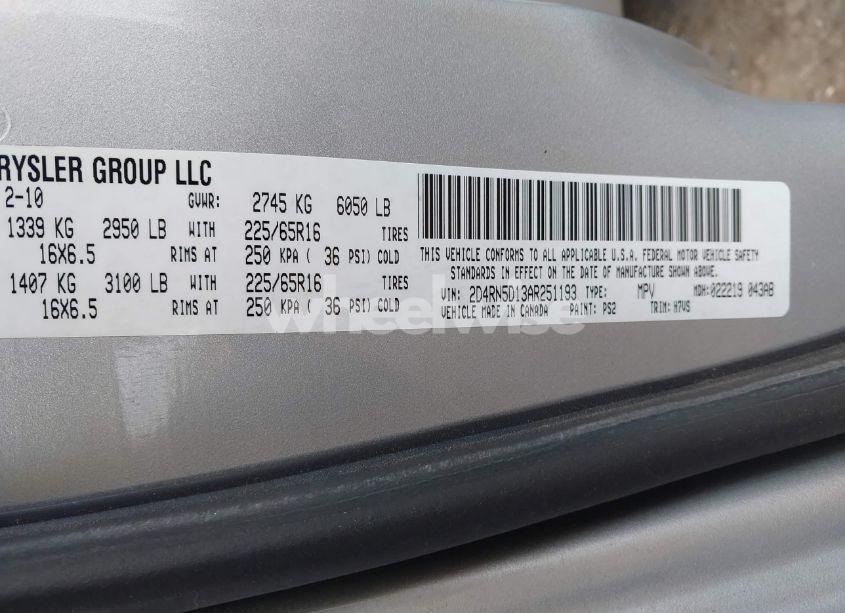 RYSLER GROUP LLC
2-10 GVWR: 2745 KG 6050 LB
1339 KG 2950 LB WITH 225/65R16 TIRES
16X6.5 RIMS AT 250 KPA ( 36 PSI) COLD
1407 KG 3100 LB WITH 225/65R16 TIRES
16X6.5 RIMS AT 250 KPA ( 36 PSI) COLD
THIS VEHICLE CONFORMS TO ALL APPLICABLE U.S.A. FEDERAL MOTOR VEHICLE SAFETY
STANDARDS IN EFFECT ON THE DATE OF MANUFACTURE SHOWN ABOVE.
VIN: 2D4RN5D13AR251193 TYPE: MPV MDH: 022219 043AB
VEHICLE MADE IN CANADA PAINT: PS2 TRIM: H7VS
wheelwise